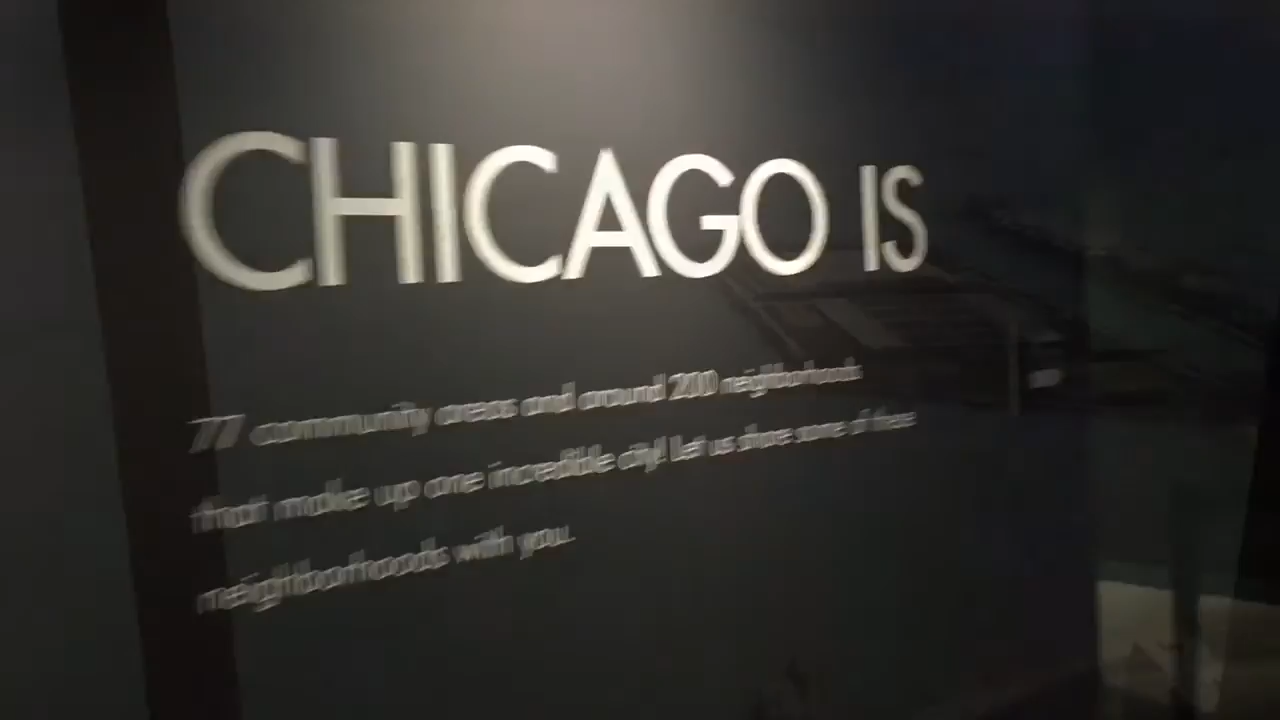 CHICAGO IS
77 community areas and around 200 neighborhoods
that make up one incredible city! let us share some of these
neighborhoods with you.